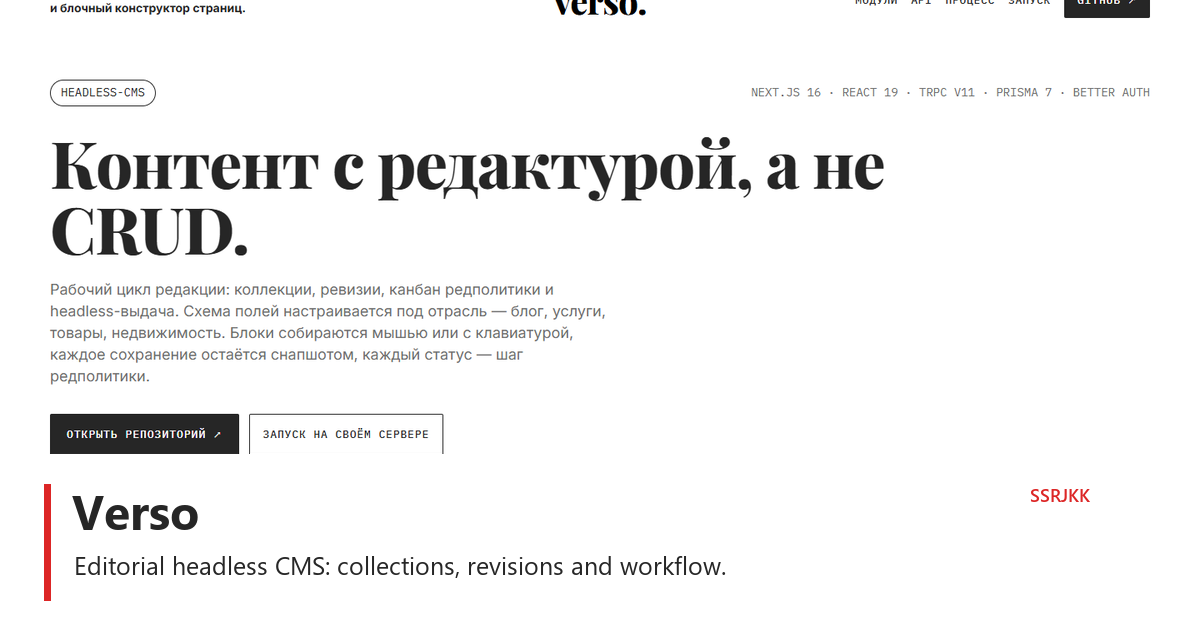 и блочный конструктор страниц.
verso.
МОДУЛИ API ПРОЦЕСС ЗАПУСК GITHUB ↗
HEADLESS-CMS
NEXT.JS 16 · REACT 19 · TRPC V11 · PRISMA 7 · BETTER AUTH
Контент с редактурой, а не
CRUD.
Рабочий цикл редакции: коллекции, ревизии, канбан редполитики и
headless-выдача. Схема полей настраивается под отрасль — блог, услуги,
товары, недвижимость. Блоки собираются мышью или с клавиатурой,
каждое сохранение остаётся снапшотом, каждый статус — шаг
редполитики.
ОТКРЫТЬ РЕПОЗИТОРИЙ ↗
ЗАПУСК НА СВОЁМ СЕРВЕРЕ
Verso
SSRJKK
Editorial headless CMS: collections, revisions and workflow.